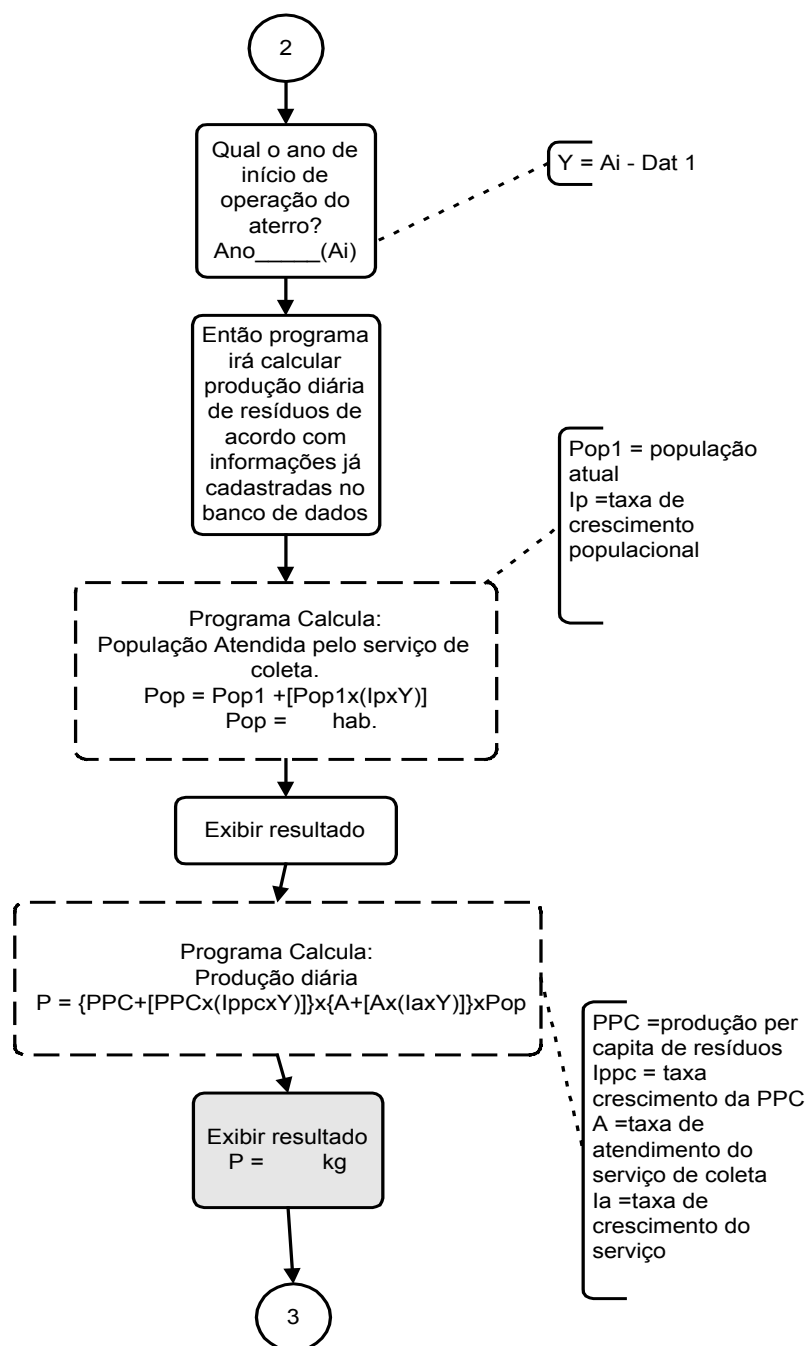 2
Qual o ano de
início de
operação do
aterro?
Ano_____(Ai)
Y = Ai - Dat 1
Então programa
irá calcular
produção diária
de resíduos de
acordo com
informações já
cadastradas no
banco de dados
Pop1 = população
atual
Ip =taxa de
crescimento
populacional
Programa Calcula:
População Atendida pelo serviço de
coleta.
Pop = Pop1 +[Pop1x(IpxY)]
Pop = hab.
Exibir resultado
Programa Calcula:
Produção diária
P = {PPC+[PPCx(IppcxY)]}x{A+[Ax(IaxY)]}xPop
PPC =produção per
capita de resíduos
Ippc = taxa
crescimento da PPC
A =taxa de
atendimento do
serviço de coleta
Ia =taxa de
crescimento do
serviço
Exibir resultado
P = kg
3